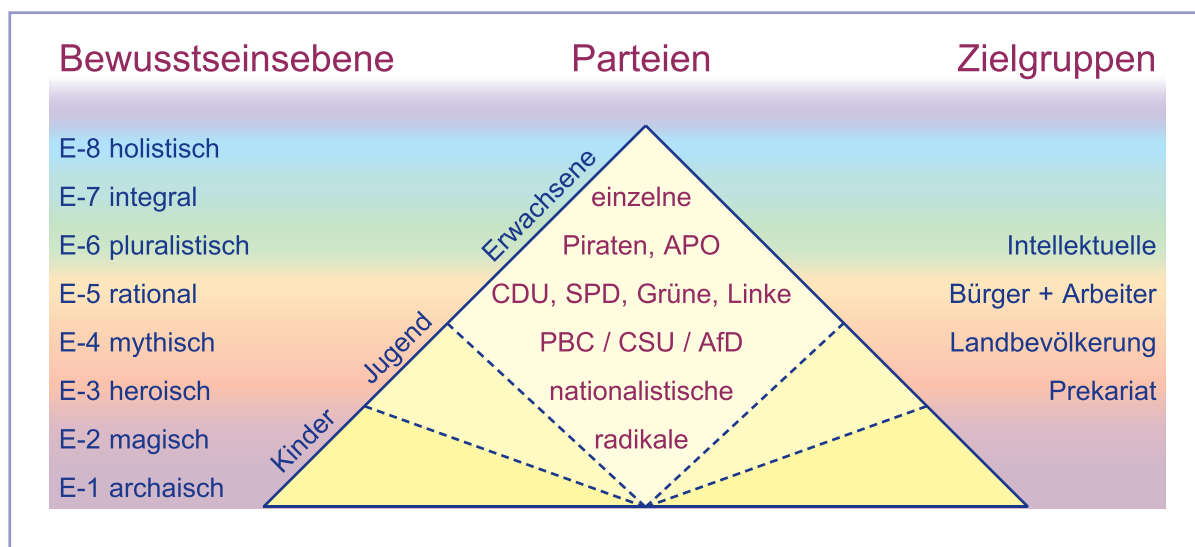 Bewusstseinsebene Parteien Zielgruppen
E-8 holistisch
E-7 integral einzelne
E-6 pluralistisch Piraten, APO Intellektuelle
E-5 rational CDU, SPD, Grüne, Linke Bürger + Arbeiter
E-4 mythisch PBC / CSU / AfD Landbevölkerung
E-3 heroisch nationalistische Prekariat
E-2 magisch radikale
E-1 archaisch
Erwachsene
Jugend
Kinder